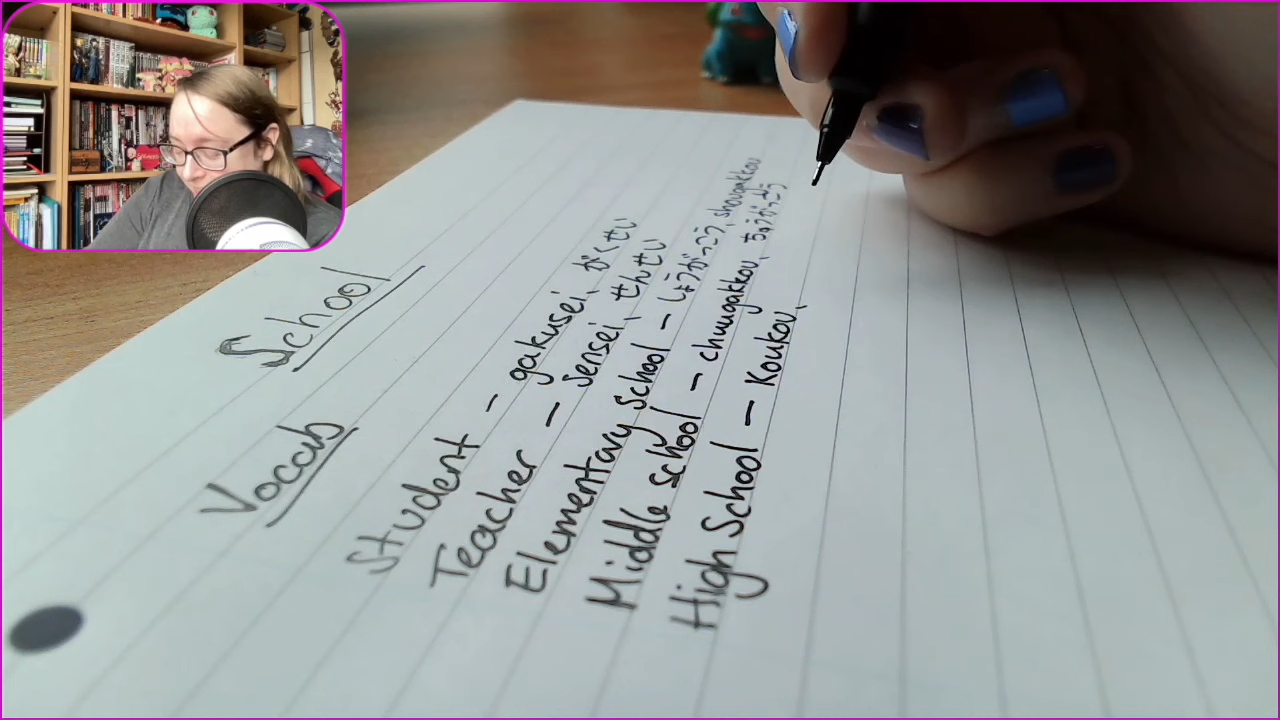 School
Vocab
Student – gakusei、がくせい
Teacher – Sensei、せんせい
Elementary School – しょうがっこう, shougakkou
Middle school – chuugakkou、ちゅうがっこう
High School – Koukou、